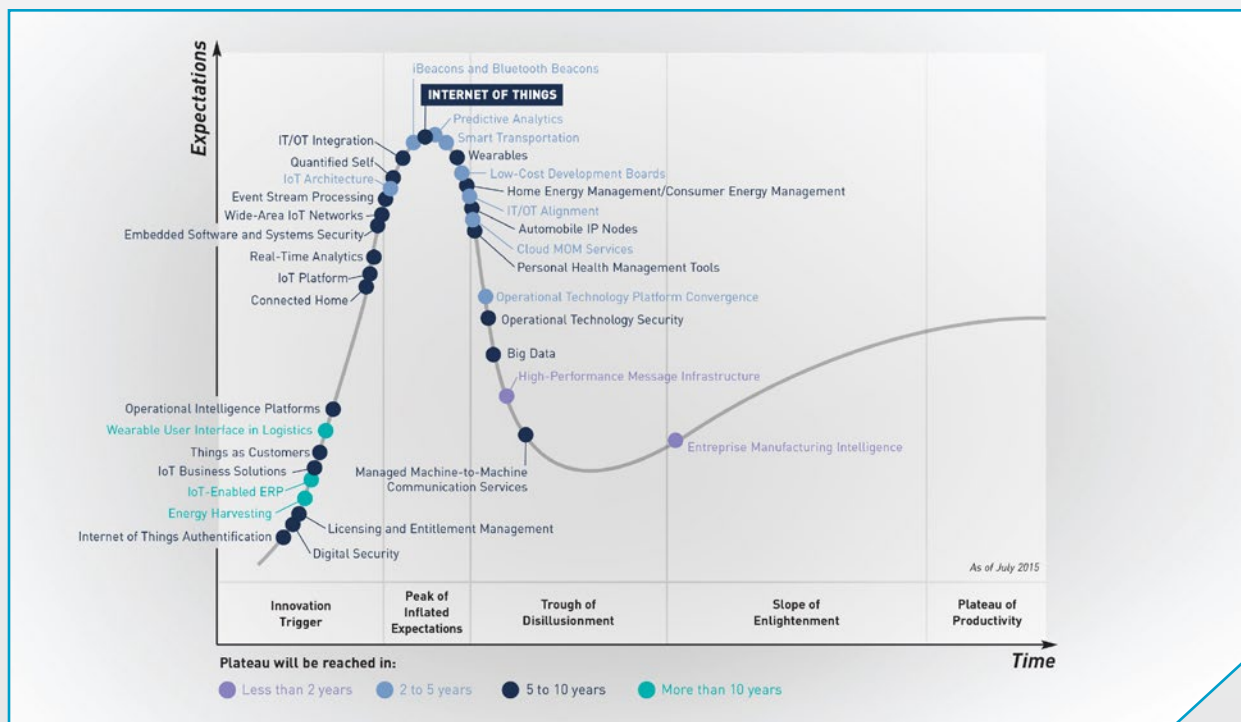 Expectations
iBeacons and Bluetooth Beacons
INTERNET OF THINGS
Predictive Analytics
IT/OT Integration
Smart Transportation
Wearables
Quantified Self
Low-Cost Development Boards
IoT Architecture
Home Energy Management/Consumer Energy Management
Event Stream Processing
IT/OT Alignment
Wide-Area IoT Networks
Automobile IP Nodes
Embedded Software and Systems Security
Cloud MOM Services
Real-Time Analytics
Personal Health Management Tools
IoT Platform
Connected Home
Operational Technology Platform Convergence
Operational Technology Security
Big Data
High-Performance Message Infrastructure
Operational Intelligence Platforms
Wearable User Interface in Logistics
Entreprise Manufacturing Intelligence
Things as Customers
IoT Business Solutions
Managed Machine-to-Machine
Communication Services
IoT-Enabled ERP
Energy Harvesting
Licensing and Entitlement Management
Internet of Things Authentification
Digital Security
As of July 2015
Innovation
Trigger
Peak of
Inflated
Expectations
Trough of
Disillusionment
Slope of
Enlightenment
Plateau of
Productivity
Time
Plateau will be reached in:
Less than 2 years
2 to 5 years
5 to 10 years
More than 10 years